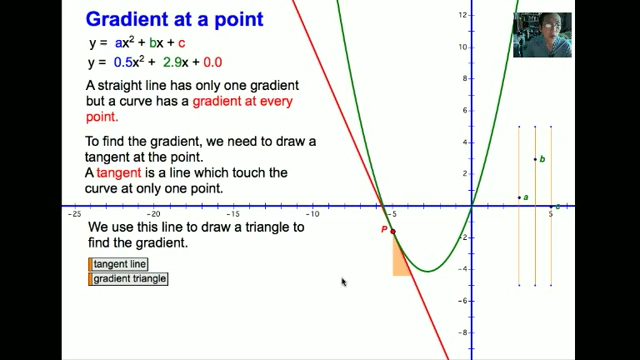 Gradient at a point
y = ax² + bx + c
y = 0.5x² + 2.9x + 0.0
A straight line has only one gradient
but a curve has a gradient at every
point.
To find the gradient, we need to draw a
tangent at the point.
A tangent is a line which touch the
curve at only one point.
We use this line to draw a triangle to
find the gradient.
tangent line
gradient triangle
12
10
8
6
4
2
-2
-4
-6
-8
-25 -20 -15 -10 -5 5
P
a
b
c